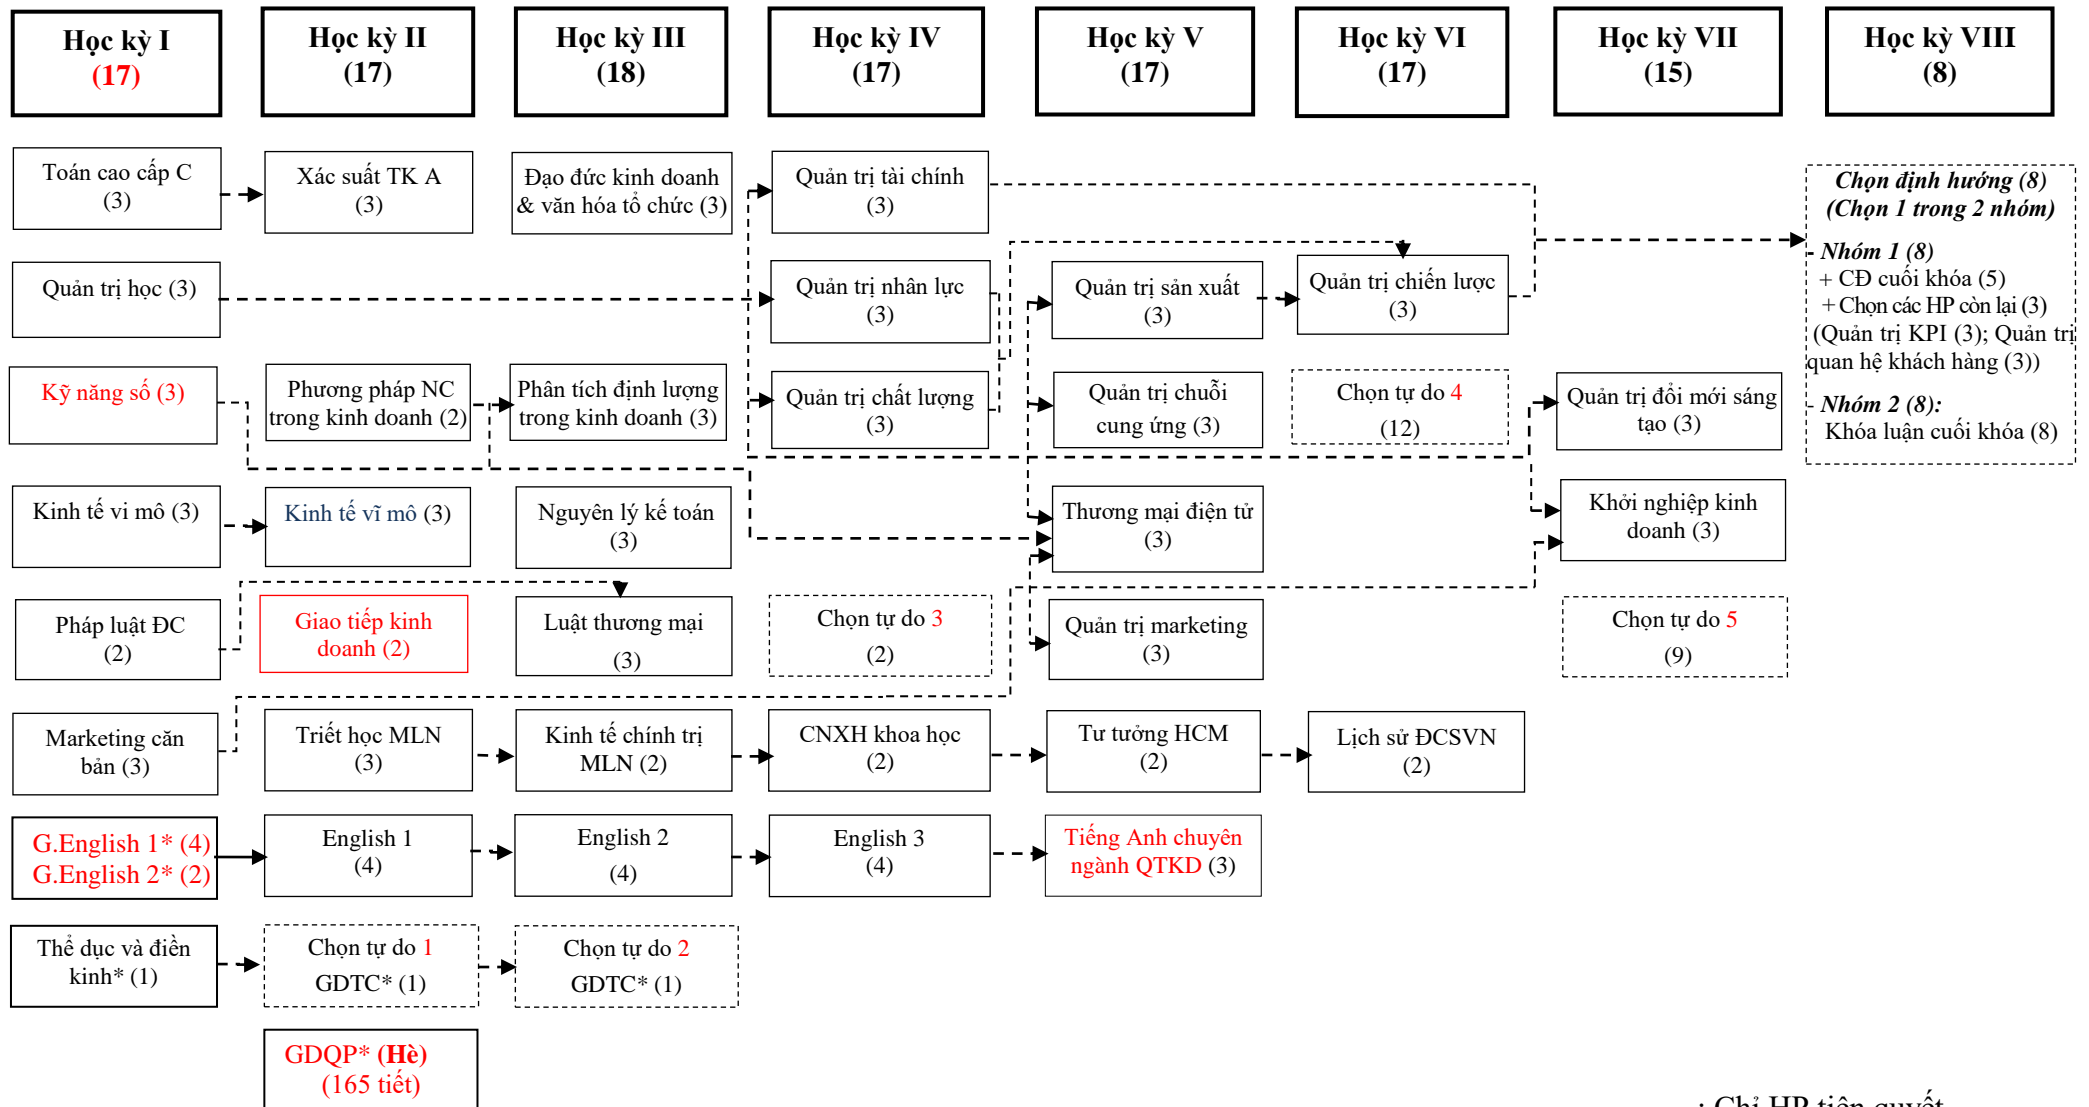 Học kỳ I
(17)
Học kỳ II
(17)
Học kỳ III
(18)
Học kỳ IV
(17)
Học kỳ V
(17)
Học kỳ VI
(17)
Học kỳ VII
(15)
Học kỳ VIII
(8)
Toán cao cấp C
(3)
Xác suất TK A
(3)
Đạo đức kinh doanh
& văn hóa tổ chức (3)
Quản trị tài chính
(3)
Chọn định hướng (8)
(Chọn 1 trong 2 nhóm)
- Nhóm 1 (8)
+ CĐ cuối khóa (5)
+ Chọn các HP còn lại (3)
(Quản trị KPI (3); Quản trị
quan hệ khách hàng (3))
- Nhóm 2 (8):
Khóa luận cuối khóa (8)
Quản trị học (3)
Quản trị nhân lực
(3)
Quản trị sản xuất
(3)
Quản trị chiến lược
(3)
Kỹ năng số (3)
Phương pháp NC
trong kinh doanh (2)
Phân tích định lượng
trong kinh doanh (3)
Quản trị chất lượng
(3)
Quản trị chuỗi
cung ứng (3)
Chọn tự do 4
(12)
Quản trị đổi mới sáng
tạo (3)
Kinh tế vi mô (3)
Kinh tế vĩ mô (3)
Nguyên lý kế toán
(3)
Thương mại điện tử
(3)
Khởi nghiệp kinh
doanh (3)
Pháp luật ĐC
(2)
Giao tiếp kinh
doanh (2)
Luật thương mại
(3)
Chọn tự do 3
(2)
Quản trị marketing
(3)
Chọn tự do 5
(9)
Marketing căn
bản (3)
Triết học MLN
(3)
Kinh tế chính trị
MLN (2)
CNXH khoa học
(2)
Tư tưởng HCM
(2)
Lịch sử ĐCSVN
(2)
G.English 1* (4)
G.English 2* (2)
English 1
(4)
English 2
(4)
English 3
(4)
Tiếng Anh chuyên
ngành QTKD (3)
Thể dục và điền
kinh* (1)
Chọn tự do 1
GDTC* (1)
Chọn tự do 2
GDTC* (1)
GDQP* (Hè)
(165 tiết)
: Chỉ HP tiên quyết